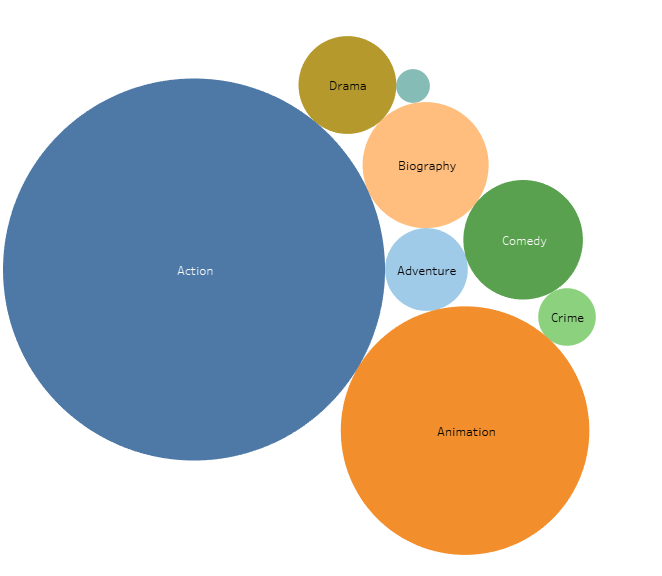 Drama
Biography
Comedy
Action
Adventure
Crime
Animation